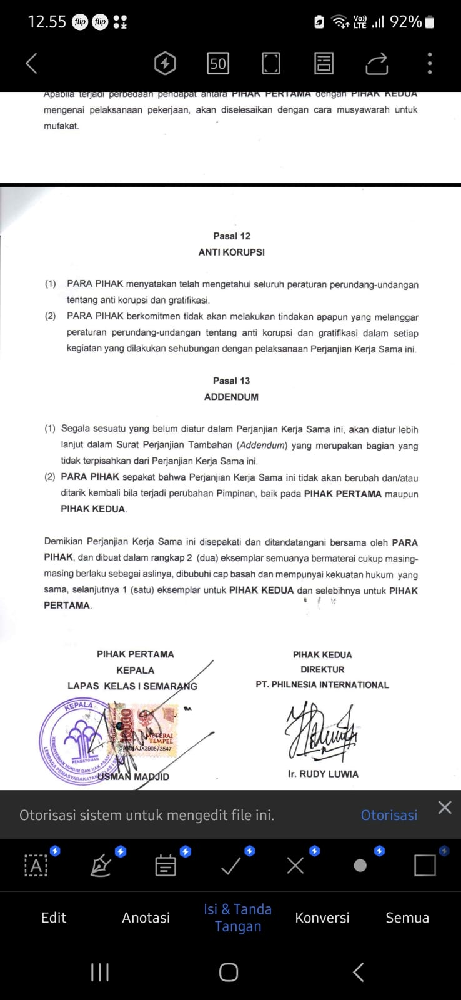 12.55 flip flip Vo)) LTE 92%
50
Apabila terjadi perbedaan pendapat antara PIHAK PERTAMA dengan PIHAK KEDUA
mengenai pelaksanaan pekerjaan, akan diselesaikan dengan cara musyawarah untuk
mufakat.
Pasal 12
ANTI KORUPSI
(1) PARA PIHAK menyatakan telah mengetahui seluruh peraturan perundang-undangan
tentang anti korupsi dan gratifikasi.
(2) PARA PIHAK berkomitmen tidak akan melakukan tindakan apapun yang melanggar
peraturan perundang-undangan tentang anti korupsi dan gratifikasi dalam setiap
kegiatan yang dilakukan sehubungan dengan pelaksanaan Perjanjian Kerja Sama ini.
Pasal 13
ADDENDUM
(1) Segala sesuatu yang belum diatur dalam Perjanjian Kerja Sama ini, akan diatur lebih
lanjut dalam Surat Perjanjian Tambahan (Addendum) yang merupakan bagian yang
tidak terpisahkan dari Perjanjian Kerja Sama ini.
(2) PARA PIHAK sepakat bahwa Perjanjian Kerja Sama ini tidak akan berubah dan/atau
ditarik kembali bila terjadi perubahan Pimpinan, baik pada PIHAK PERTAMA maupun
PIHAK KEDUA.
Demikian Perjanjian Kerja Sama ini disepakati dan ditandatangani bersama oleh PARA
PIHAK, dan dibuat dalam rangkap 2 (dua) eksemplar semuanya bermaterai cukup masing-
masing berlaku sebagai aslinya, dibubuhi cap basah dan mempunyai kekuatan hukum yang
sama, selanjutnya 1 (satu) eksemplar untuk PIHAK KEDUA dan selebihnya untuk PIHAK
PERTAMA.
PIHAK PERTAMA
KEPALA
LAPAS KELAS I SEMARANG
KEPALA
KEMENTERIAN HUKUM DAN HAK ASASI
LEMBAGA PEMASYARAKATAN KELAS I
PENGAYOMAN
10000
METERAI
TEMPEL
AJX390873547
USMAN MADJID
PIHAK KEDUA
DIREKTUR
PT. PHILNESIA INTERNATIONAL
Ir. RUDY LUWIA
Otorisasi sistem untuk mengedit file ini. Otorisasi
A
Edit Anotasi Isi & Tanda Tangan Konversi Semua